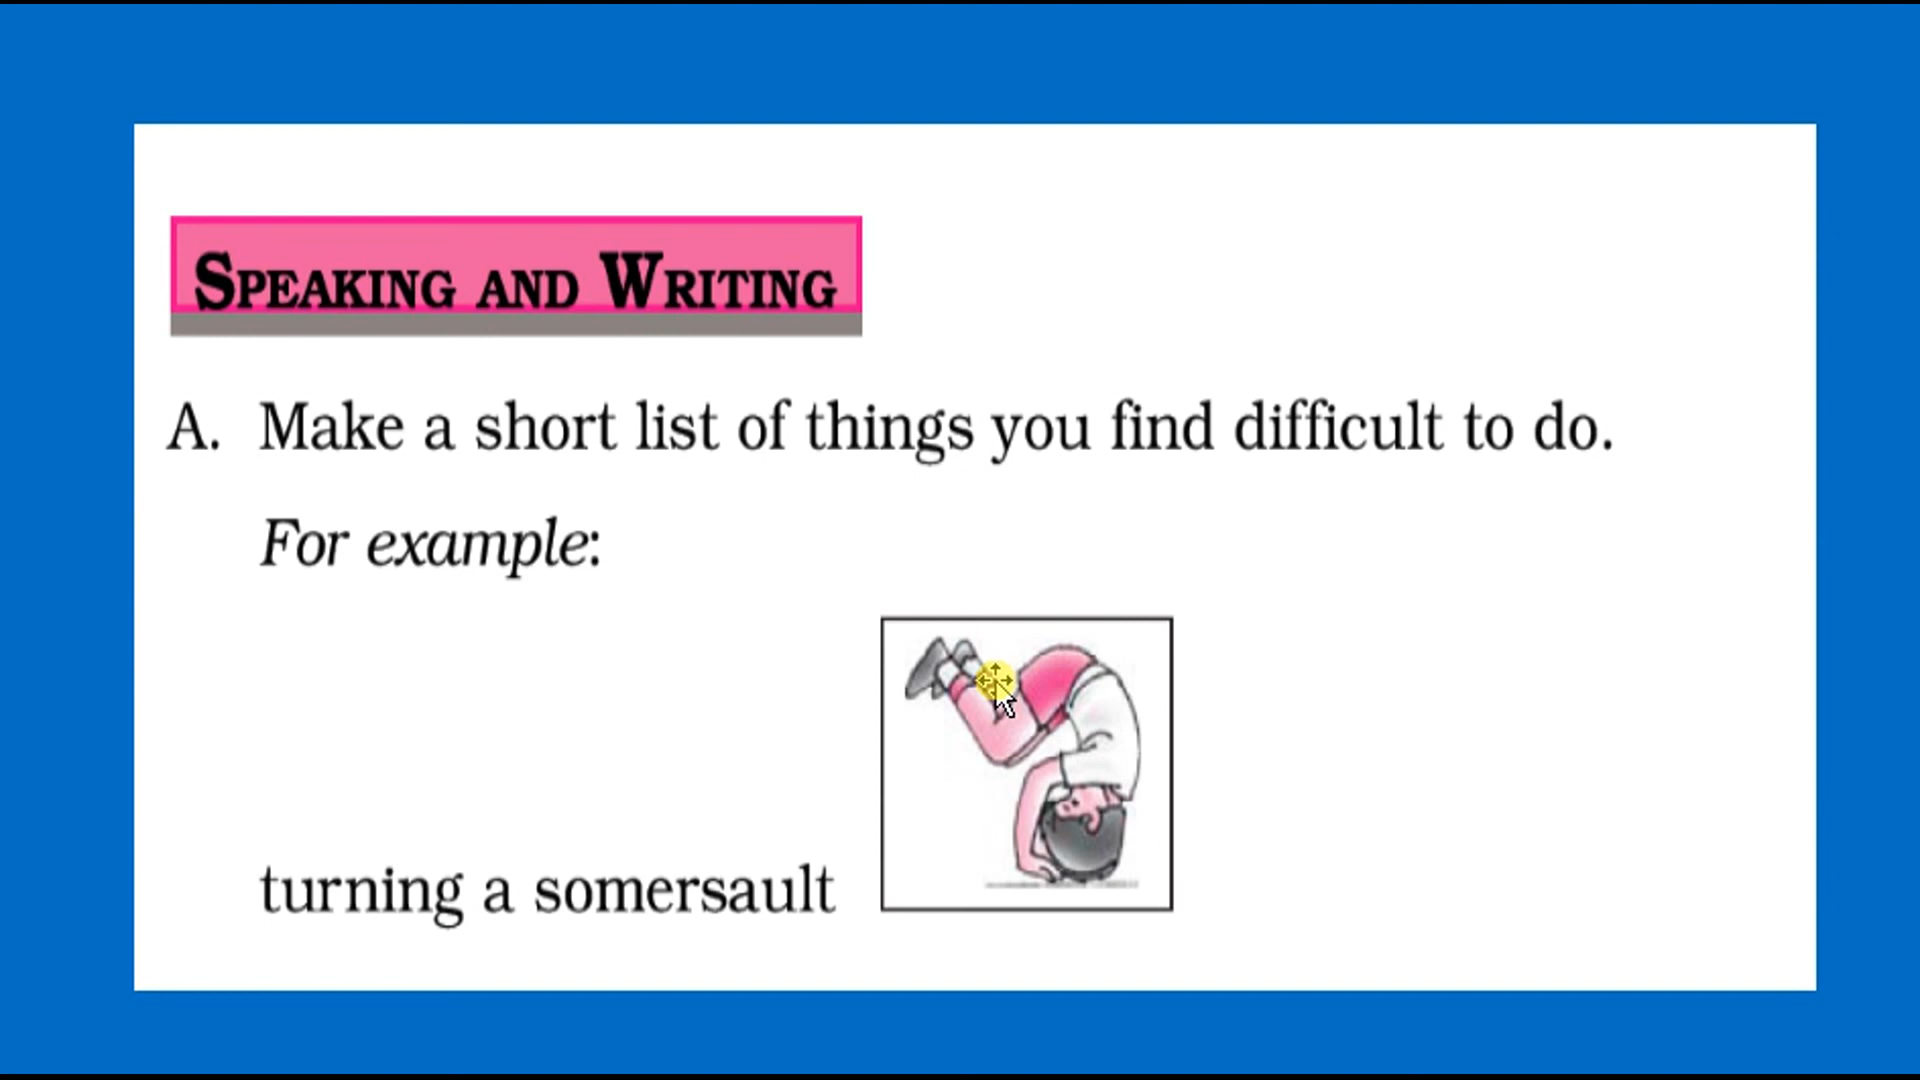 SPEAKING AND WRITING
A. Make a short list of things you find difficult to do.
For example:
turning a somersault